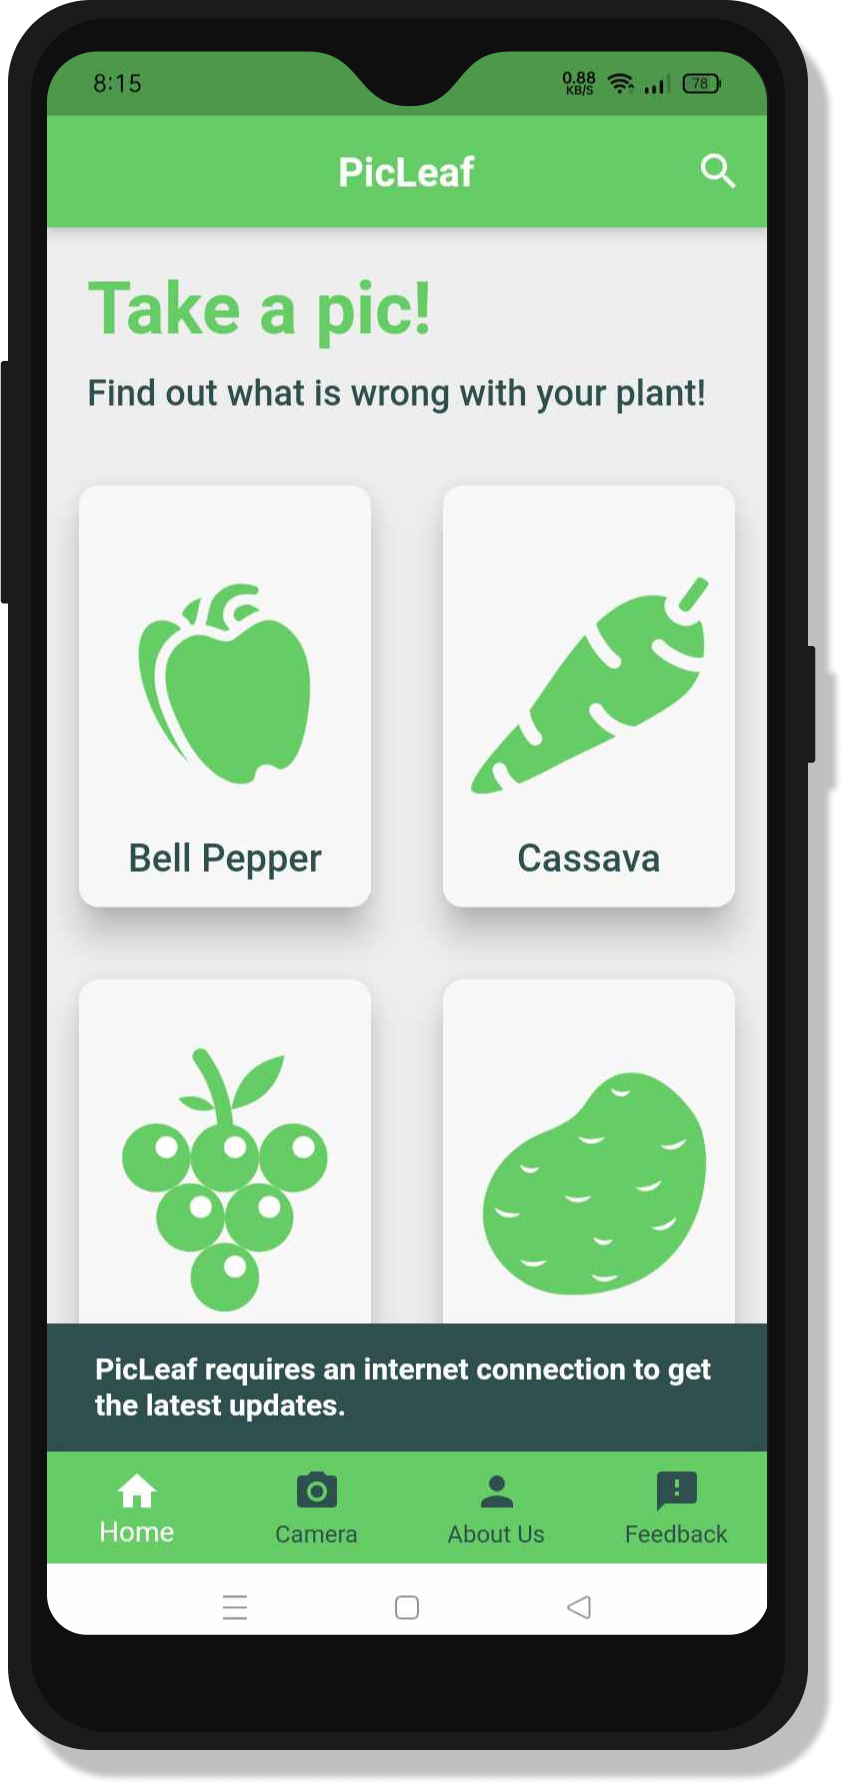 8:15
0.88
KB/S
78
PicLeaf
Take a pic!
Find out what is wrong with your plant!
Bell Pepper
Cassava
PicLeaf requires an internet connection to get
the latest updates.
Home
Camera
About Us
Feedback